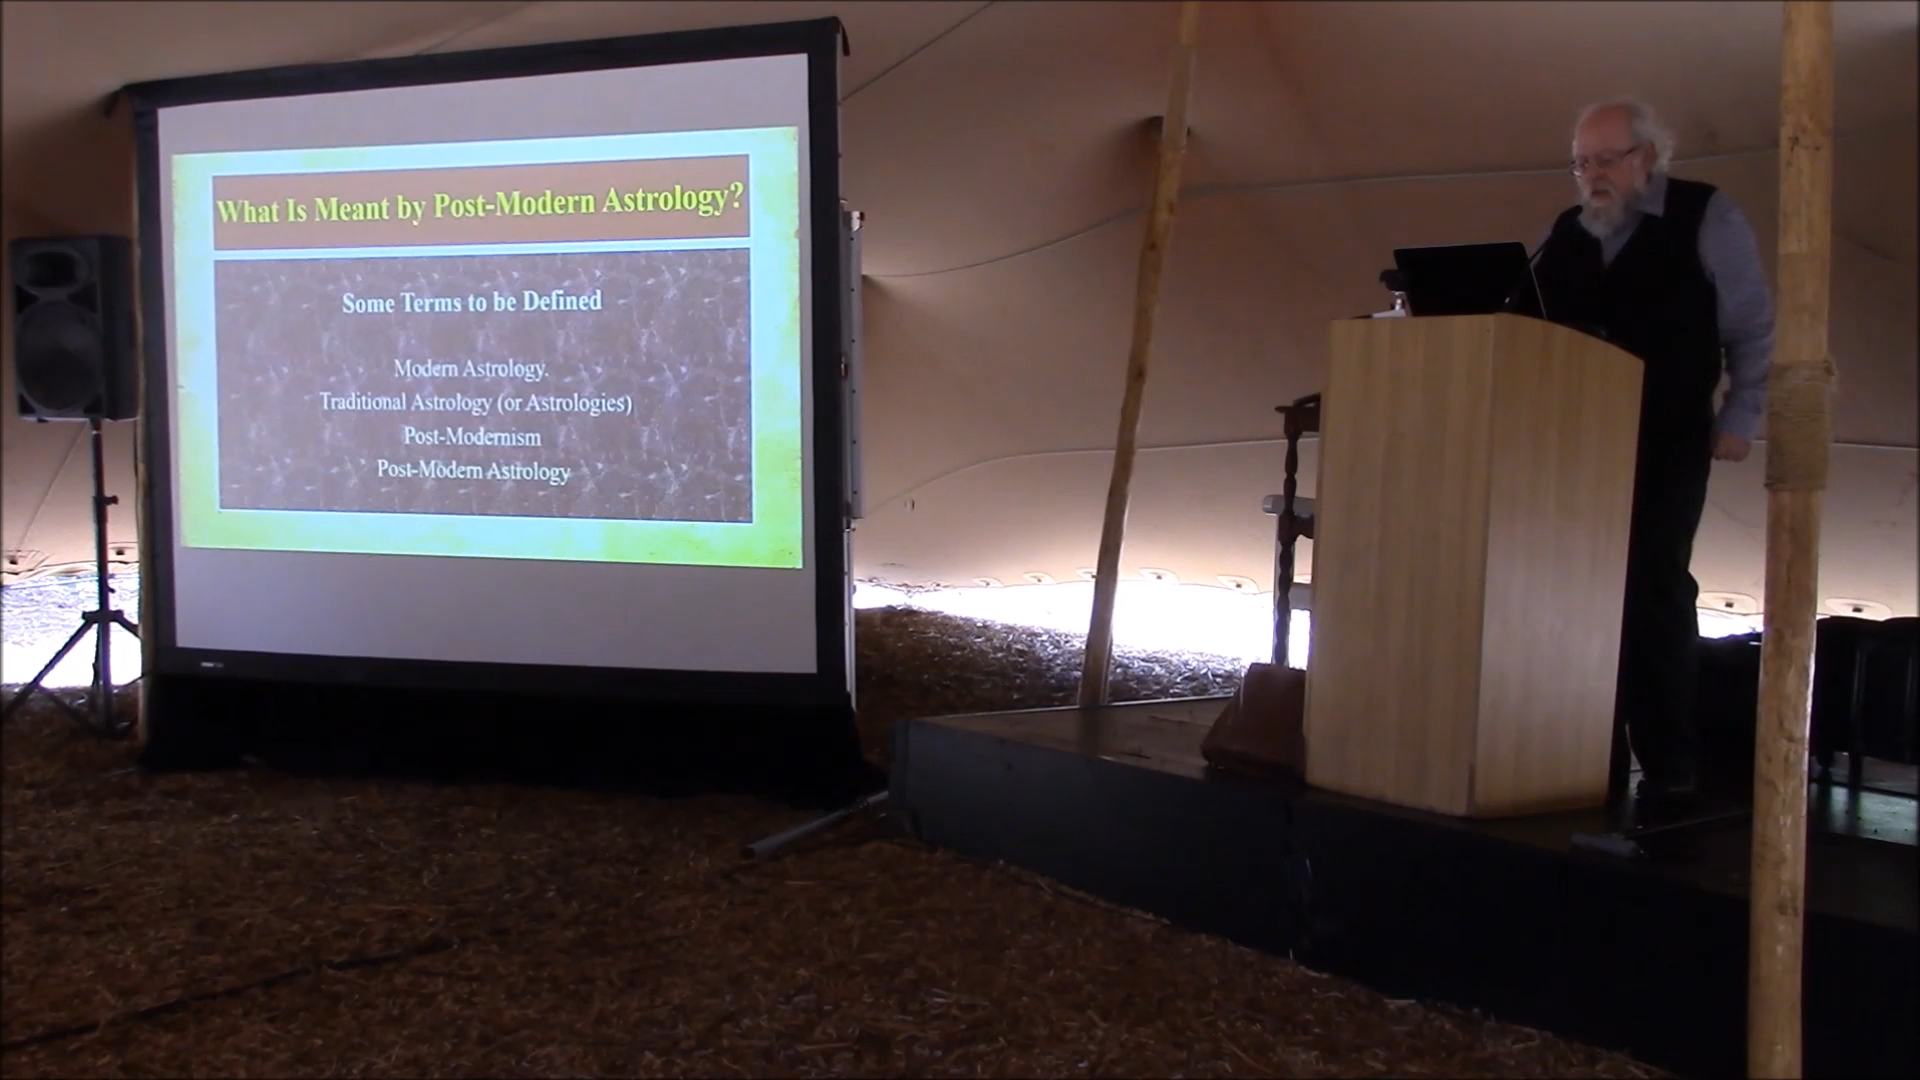 What Is Meant by Post-Modern Astrology?
Some Terms to be Defined
Modern Astrology.
Traditional Astrology (or Astrologies)
Post-Modernism
Post-Modern Astrology